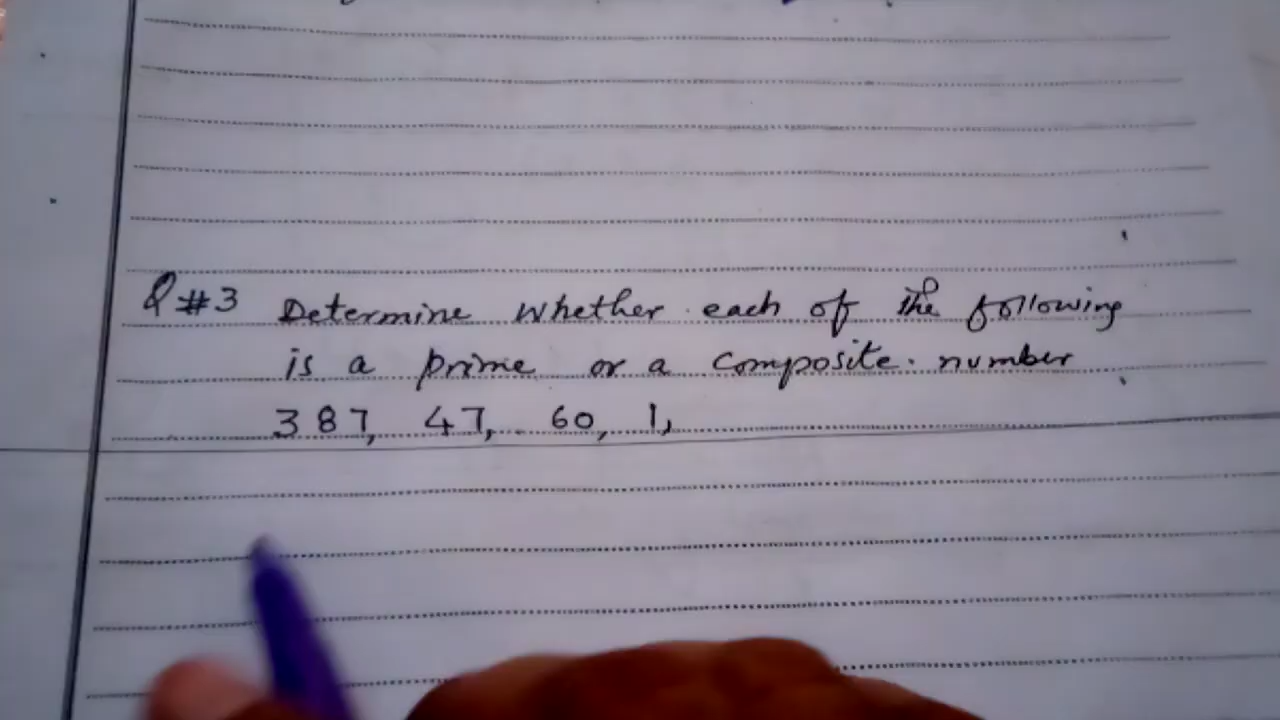 Q#3 Determine whether each of the following
is a prime or a composite. number
387, 47, 60, 1,